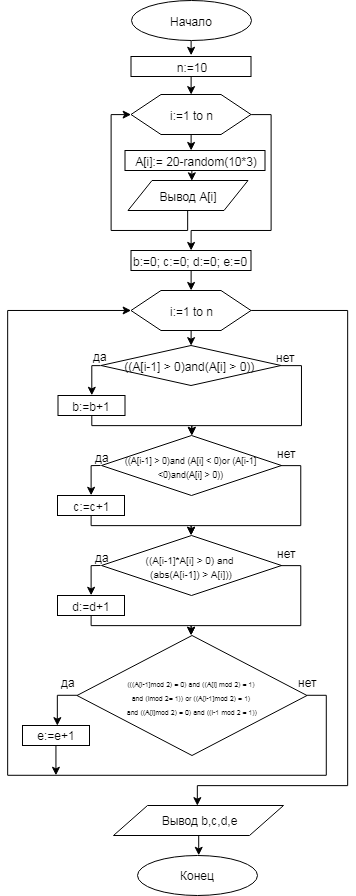 Начало
n:=10
i:=1 to n
A[i]:= 20-random(10*3)
Вывод A[i]
b:=0; c:=0; d:=0; e:=0
i:=1 to n
да
нет
((A[i-1] > 0)and(A[i] > 0))
b:=b+1
да
нет
((A[i-1] > 0)and (A[i] < 0)or (A[i-1]
<0)and(A[i] > 0))
c:=c+1
да
нет
((A[i-1]*A[i] > 0) and
(abs(A[i-1]) > A[i]))
d:=d+1
да
нет
(((A[i-1]mod 2) = 0) and ((A[i] mod 2) = 1)
and (imod 2= 1)) or ((A[i-1]mod 2) = 1)
and ((A[i]mod 2) = 0) and ((i-1 mod 2 = 1))
e:=e+1
Вывод b,c,d,e
Конец